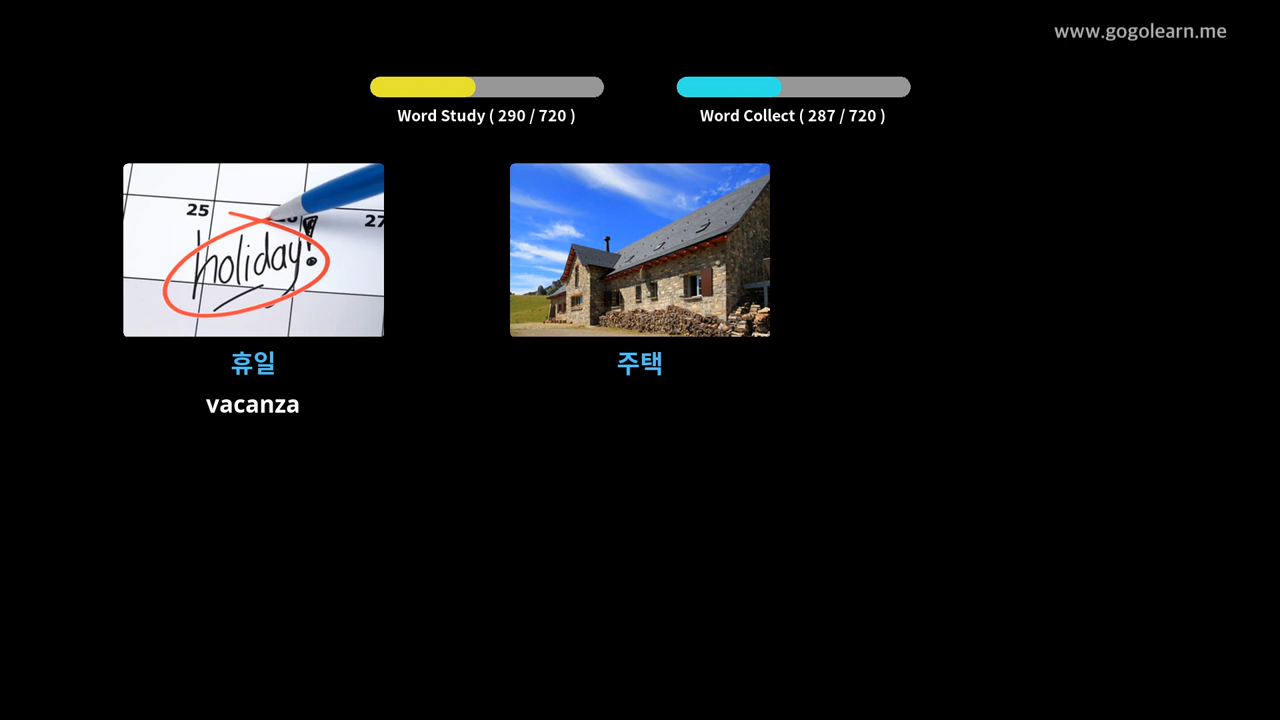 www.gogolearn.me
Word Study ( 290 / 720 )
Word Collect ( 287 / 720 )
25
27
holiday!
휴일
주택
vacanza